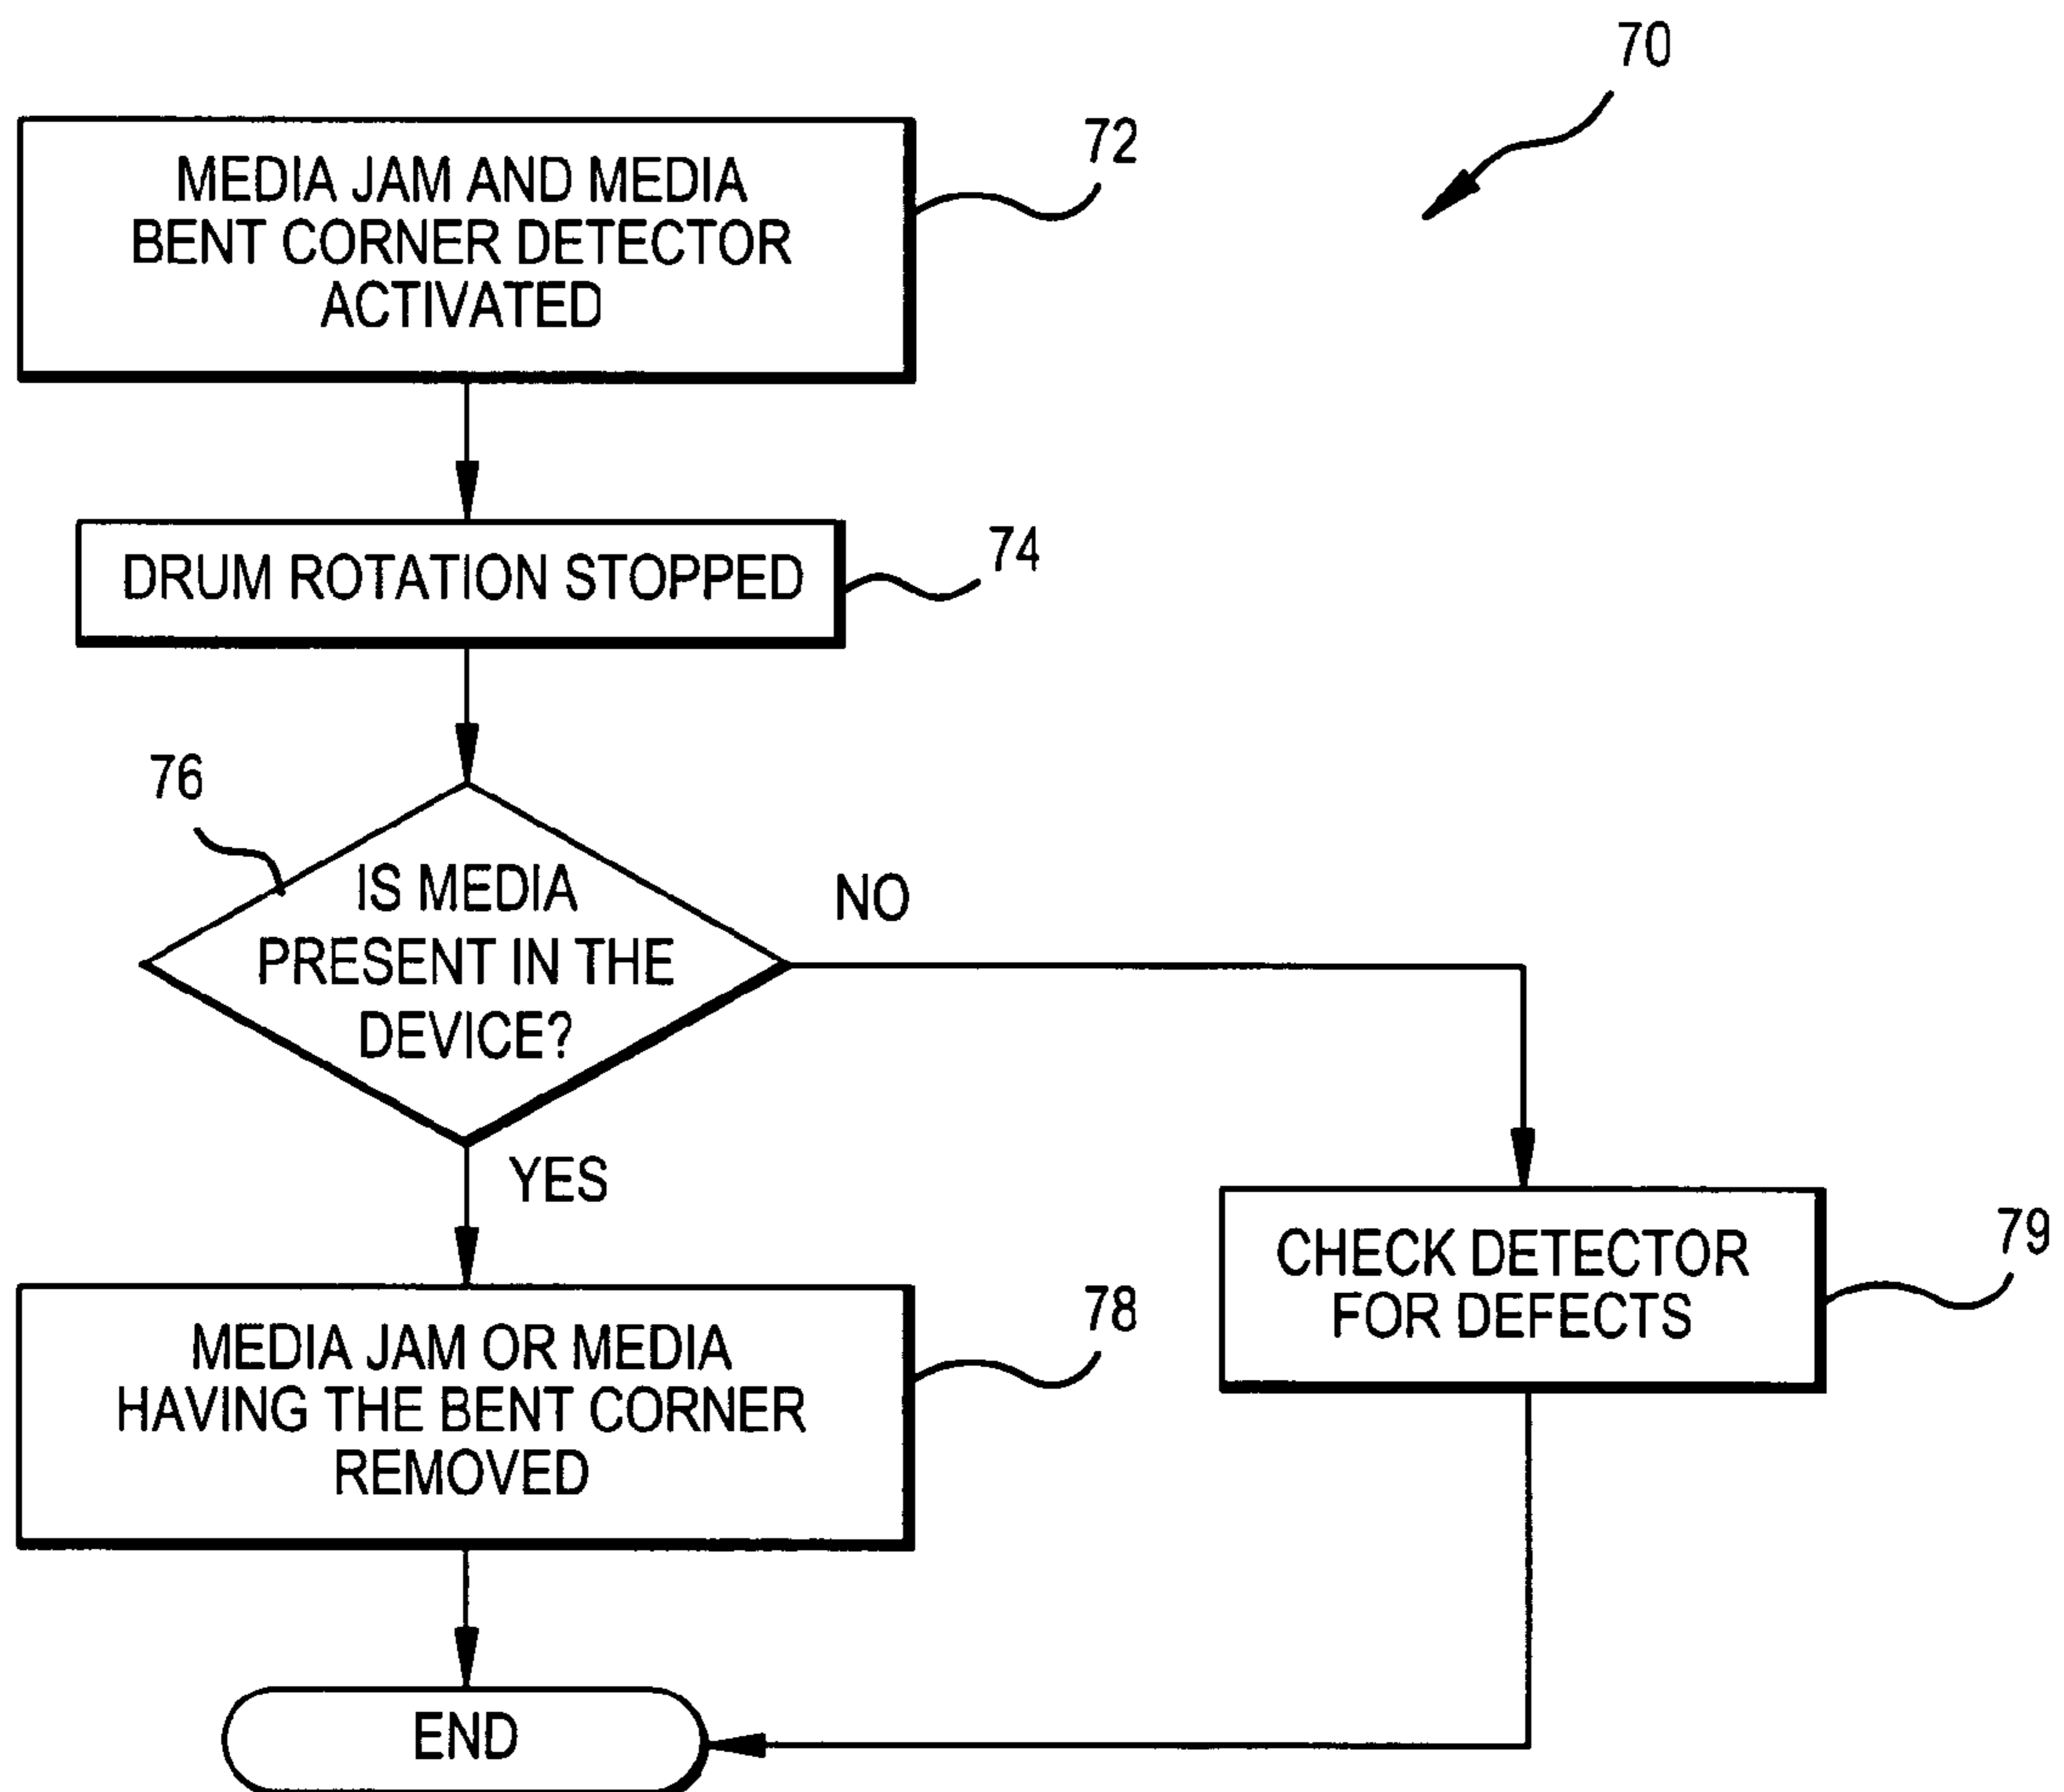 70
72
MEDIA JAM AND MEDIA
BENT CORNER DETECTOR
ACTIVATED
74
DRUM ROTATION STOPPED
76
IS MEDIA
PRESENT IN THE
DEVICE?
NO
YES
79
CHECK DETECTOR
FOR DEFECTS
78
MEDIA JAM OR MEDIA
HAVING THE BENT CORNER
REMOVED
END